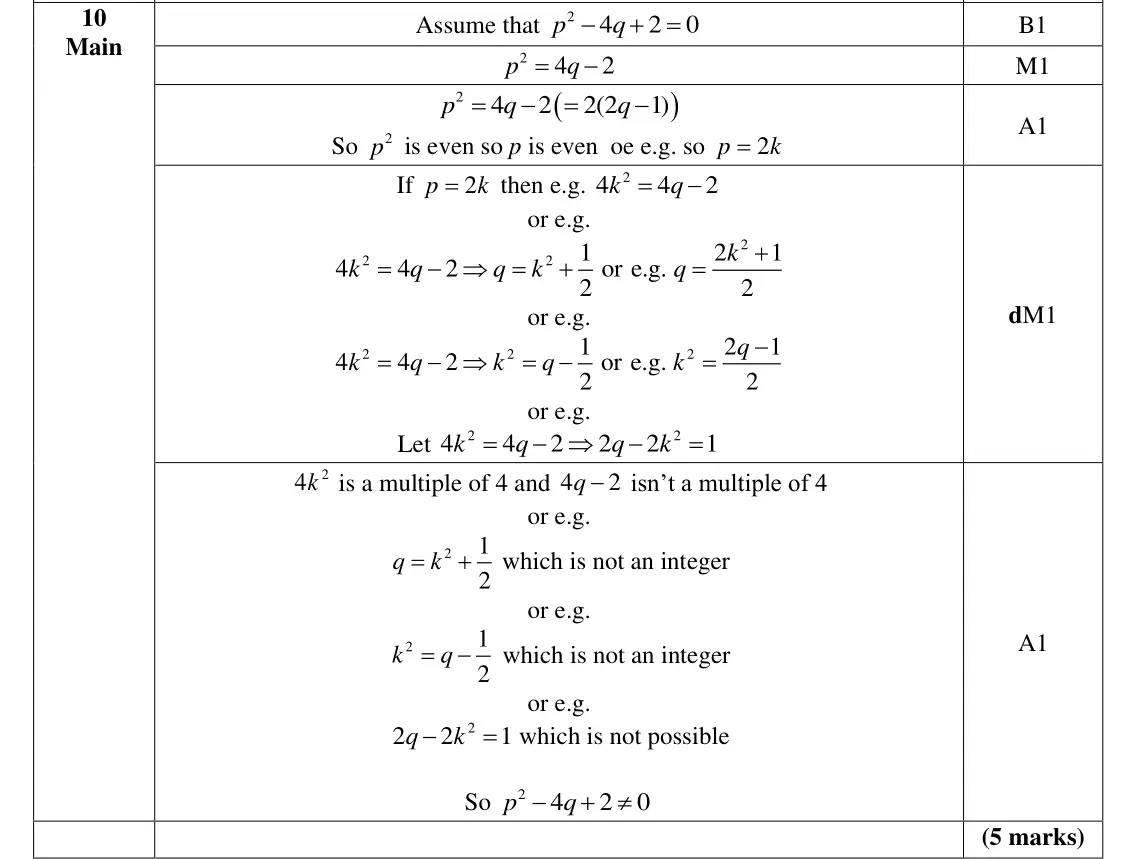 10
Main
Assume that p² − 4q + 2 = 0
B1
p² = 4q − 2
M1
p² = 4q − 2 (= 2(2q − 1))
So p² is even so p is even oe e.g. so p = 2k
A1
If p = 2k then e.g. 4k² = 4q − 2
or e.g.
4k² = 4q − 2 ⇒ q = k² + 1/2 or e.g. q = (2k² + 1)/2
or e.g.
4k² = 4q − 2 ⇒ k² = q − 1/2 or e.g. k² = (2q − 1)/2
or e.g.
Let 4k² = 4q − 2 ⇒ 2q − 2k² = 1
dM1
4k² is a multiple of 4 and 4q − 2 isn’t a multiple of 4
or e.g.
q = k² + 1/2 which is not an integer
or e.g.
k² = q − 1/2 which is not an integer
or e.g.
2q − 2k² = 1 which is not possible
So p² − 4q + 2 ≠ 0
A1
(5 marks)